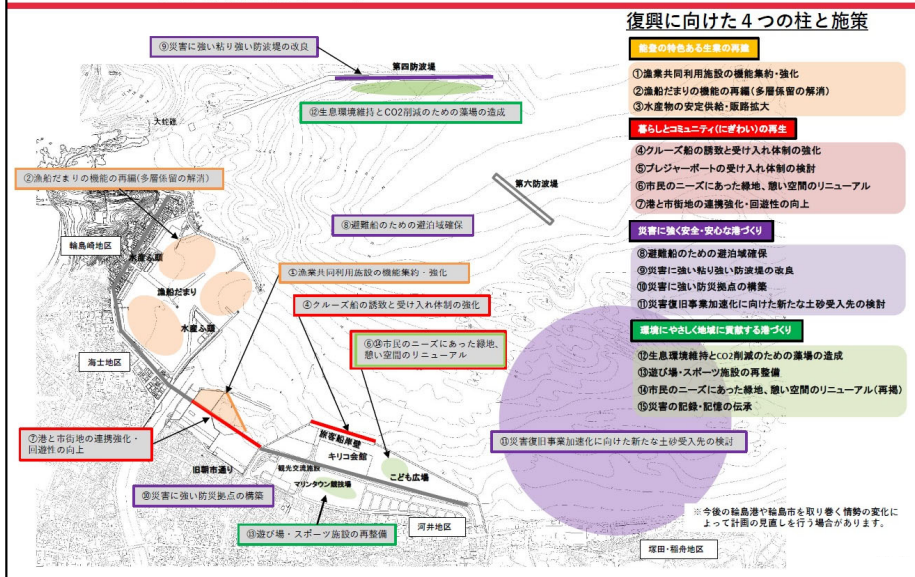 復興に向けた4つの柱と施策
能登の特色ある生業の再建
①漁業共同利用施設の機能集約・強化
②漁船だまりの機能の再編(多層係留の解消)
③水産物の安定供給・販路拡大
暮らしとコミュニティ(にぎわい)の再生
④クルーズ船の誘致と受け入れ体制の強化
⑤プレジャーボートの受け入れ体制の検討
⑥市民のニーズにあった緑地、憩い空間のリニューアル
⑦港と市街地の連携強化・回遊性の向上
災害に強く安全・安心な港づくり
⑧避難船のための避泊域確保
⑨災害に強い粘り強い防波堤の改良
⑩災害に強い防災拠点の構築
⑪災害復旧事業加速化に向けた新たな土砂受入先の検討
環境にやさしく地域に貢献する港づくり
⑫生息環境維持とCO2削減のための藻場の造成
⑬遊び場・スポーツ施設の再整備
⑭市民のニーズにあった緑地、憩い空間のリニューアル(再掲)
⑮災害の記録・記憶の伝承
※今後の輪島港や輪島市を取り巻く情勢の変化に
よって計画の見直しを行う場合があります。
⑨災害に強い粘り強い防波堤の改良
第四防波堤
⑫生息環境維持とCO2削減のための藻場の造成
大蛇礁
②漁船だまりの機能の再編(多層係留の解消)
第六防波堤
⑧避難船のための避泊域確保
輪島崎地区
水産ふ頭
①漁業共同利用施設の機能集約・強化
漁船だまり
④クルーズ船の誘致と受け入れ体制の強化
水産ふ頭
⑥⑭市民のニーズにあった緑地、
憩い空間のリニューアル
海士地区
⑦港と市街地の連携強化・
回遊性の向上
旅客船岸壁
キリコ会館
⑪災害復旧事業加速化に向けた新たな土砂受入先の検討
旧朝市通り
観光交流施設
こども広場
マリンタウン競技場
⑩災害に強い防災拠点の構築
河井地区
⑬遊び場・スポーツ施設の再整備
塚田・稲舟地区